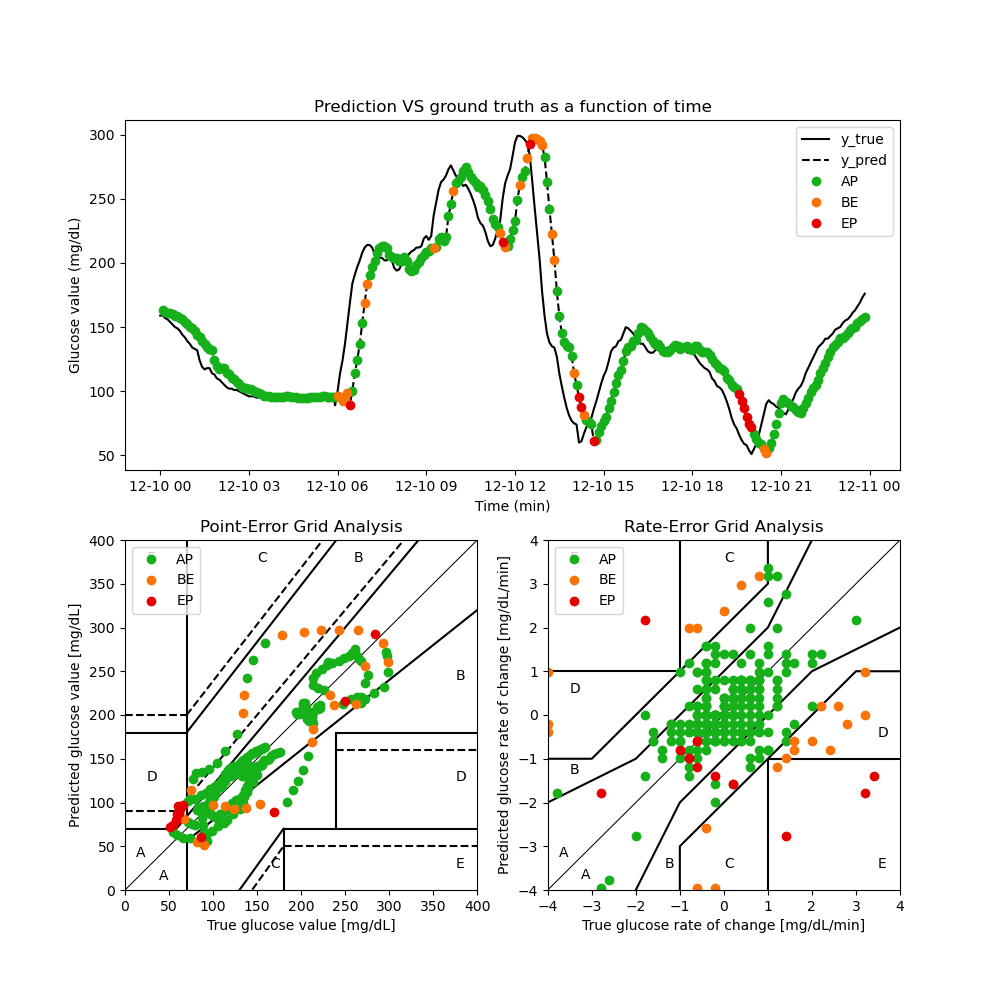 Prediction VS ground truth as a function of time
Glucose value (mg/dL)
300
250
200
150
100
50
y_true
y_pred
AP
BE
EP
12-10 00 12-10 03 12-10 06 12-10 09 12-10 12 12-10 15 12-10 18 12-10 21 12-11 00
Time (min)
Point-Error Grid Analysis
Predicted glucose value [mg/dL]
400
350
300
250
200
150
100
50
0
AP
BE
EP
C
B
B
D
D
A
A
C
E
0 50 100 150 200 250 300 350 400
True glucose value [mg/dL]
Rate-Error Grid Analysis
Predicted glucose rate of change [mg/dL/min]
4
3
2
1
0
−1
−2
−3
−4
AP
BE
EP
C
D
D
B
A
A
B
C
E
−4 −3 −2 −1 0 1 2 3 4
True glucose rate of change [mg/dL/min]